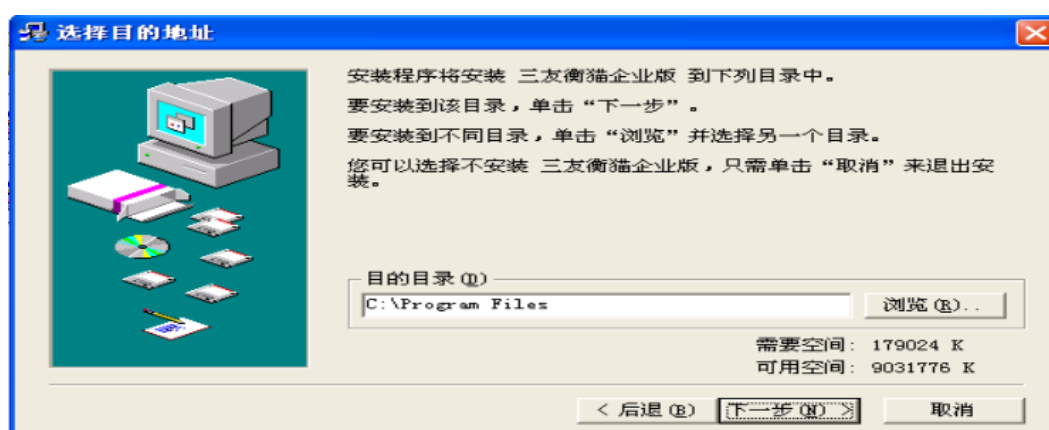 选择目的地址
安装程序将安装 三友衡猫企业版 到下列目录中。
要安装到该目录，单击“下一步”。
要安装到不同目录，单击“浏览”并选择另一个目录。
您可以选择不安装 三友衡猫企业版，只需单击“取消”来退出安
装。
目的目录(D)
C:\Program Files
浏览(R)..
需要空间: 179024 K
可用空间: 9031776 K
< 后退(B)
下一步(N) >
取消